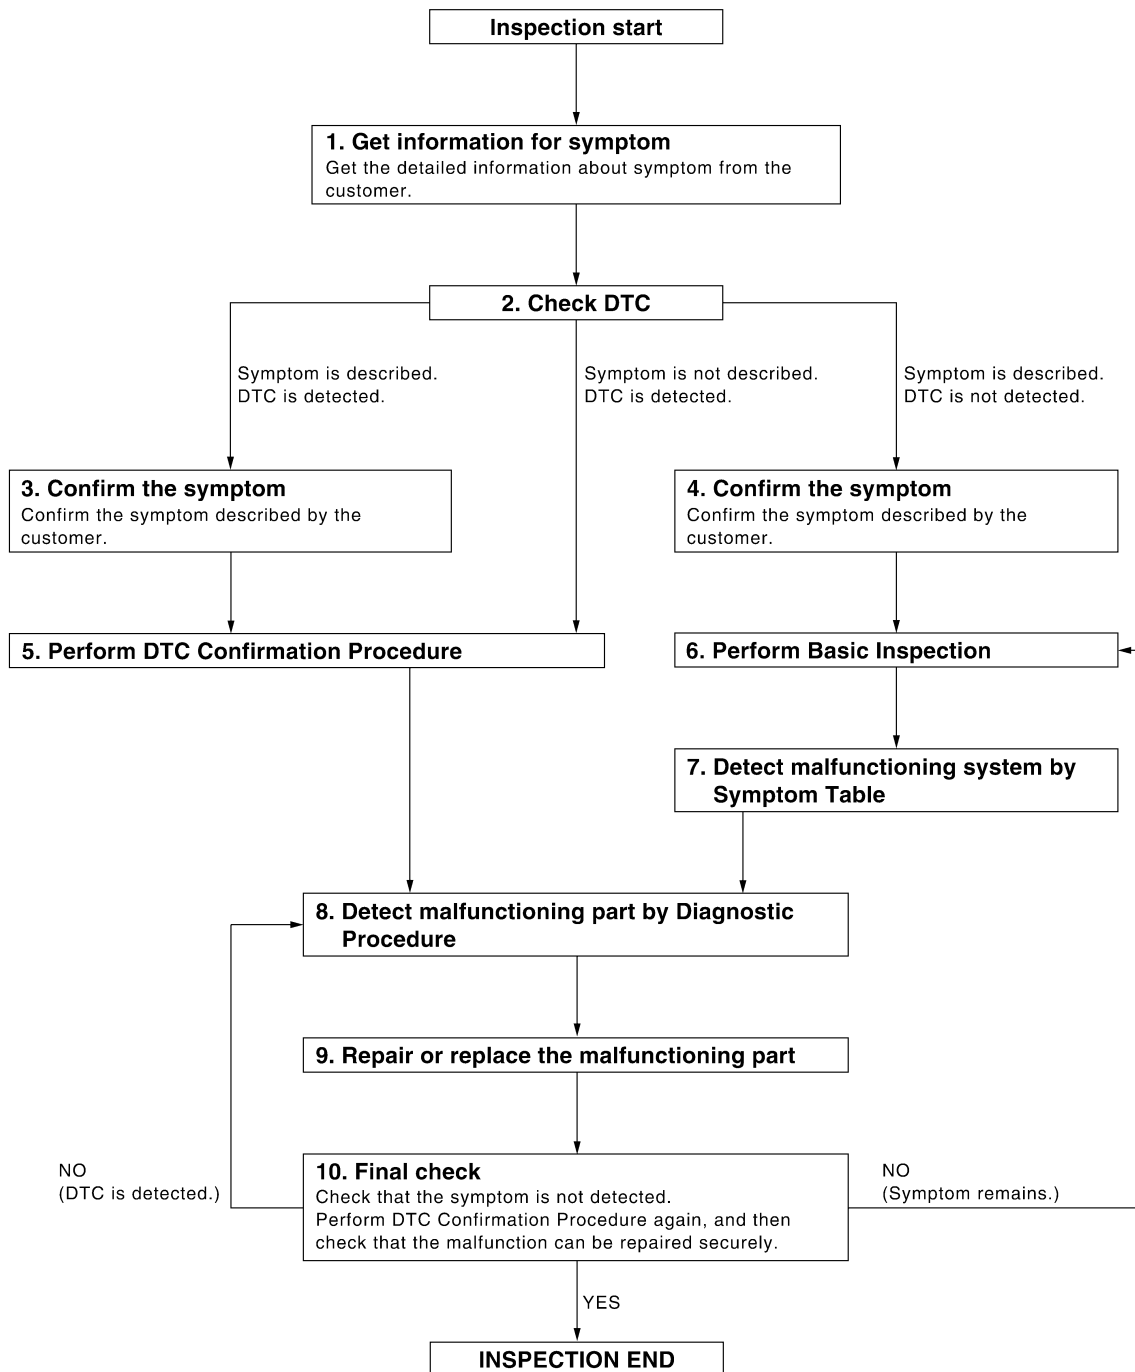 Inspection start
1. Get information for symptom
Get the detailed information about symptom from the
customer.
2. Check DTC
Symptom is described.
DTC is detected.
Symptom is not described.
DTC is detected.
Symptom is described.
DTC is not detected.
3. Confirm the symptom
Confirm the symptom described by the
customer.
4. Confirm the symptom
Confirm the symptom described by the
customer.
5. Perform DTC Confirmation Procedure
6. Perform Basic Inspection
7. Detect malfunctioning system by
Symptom Table
8. Detect malfunctioning part by Diagnostic
Procedure
9. Repair or replace the malfunctioning part
NO
(DTC is detected.)
10. Final check
Check that the symptom is not detected.
Perform DTC Confirmation Procedure again, and then
check that the malfunction can be repaired securely.
NO
(Symptom remains.)
YES
INSPECTION END